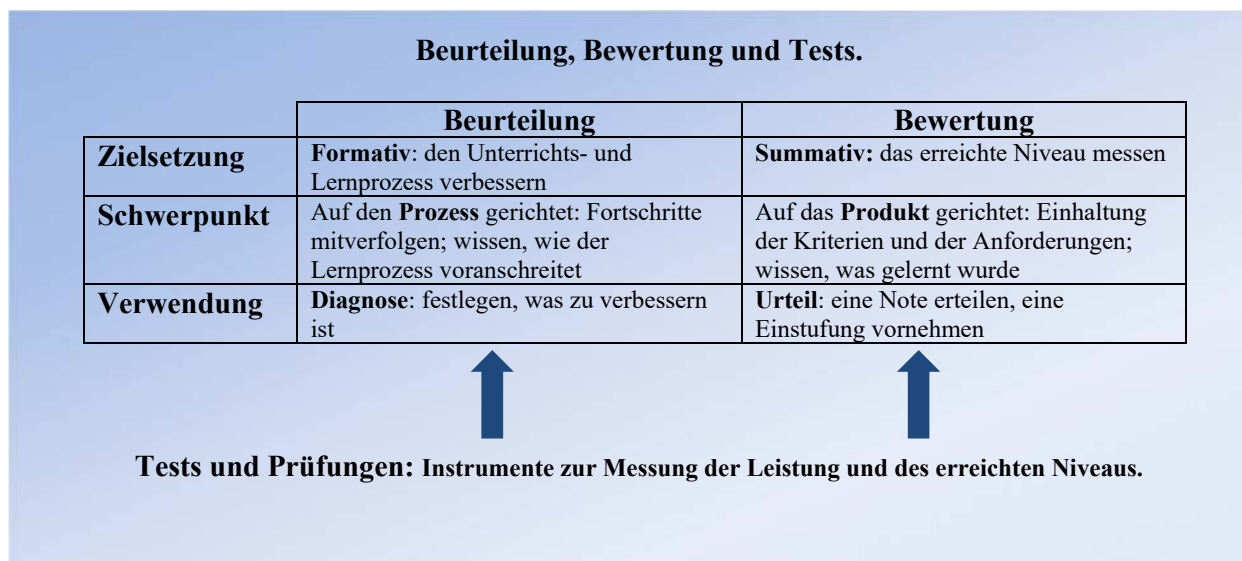 Beurteilung, Bewertung und Tests.
Beurteilung Bewertung
Zielsetzung Formativ: den Unterrichts- und Summativ: das erreichte Niveau messen
Lernprozess verbessern
Schwerpunkt Auf den Prozess gerichtet: Fortschritte Auf das Produkt gerichtet: Einhaltung
mitverfolgen; wissen, wie der der Kriterien und der Anforderungen;
Lernprozess voranschreitet wissen, was gelernt wurde
Verwendung Diagnose: festlegen, was zu verbessern Urteil: eine Note erteilen, eine
ist Einstufung vornehmen
Tests und Prüfungen: Instrumente zur Messung der Leistung und des erreichten Niveaus.